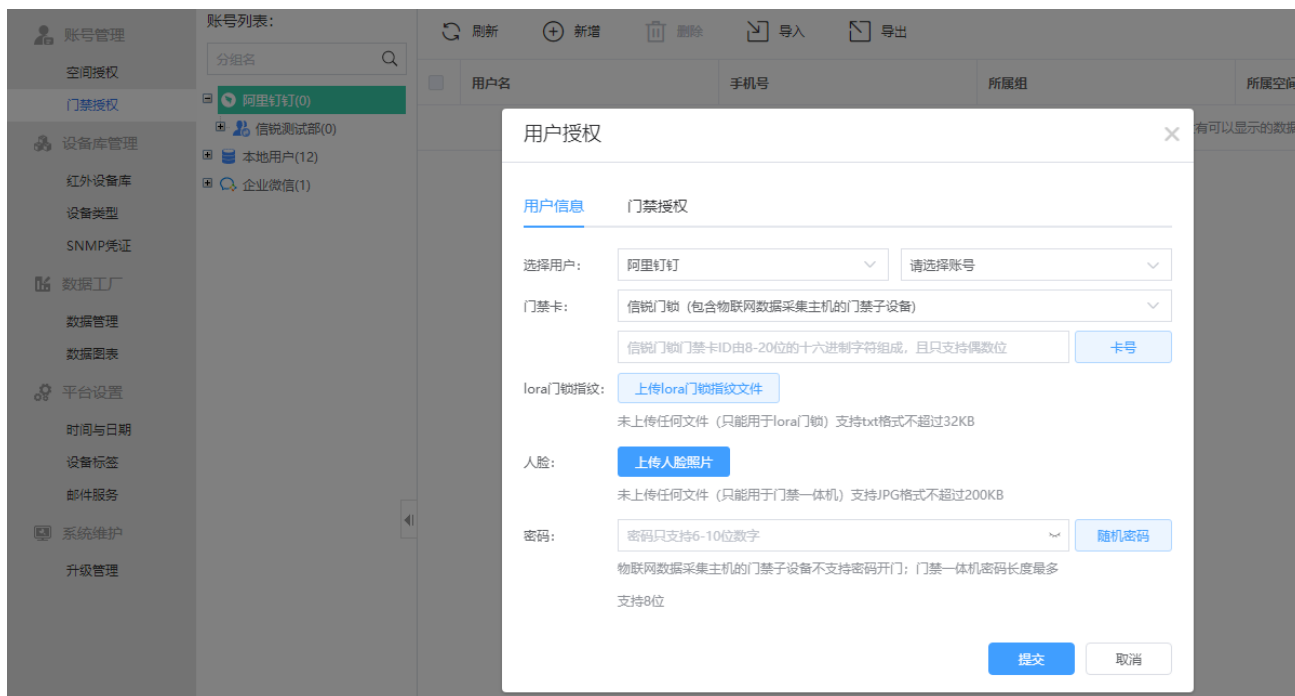 账号管理
空间授权
门禁授权
设备库管理
红外设备库
设备类型
SNMP凭证
数据工厂
数据管理
数据图表
平台设置
时间与日期
设备标签
邮件服务
系统维护
升级管理
账号列表：
分组名
阿里钉钉(0)
信锐测试部(0)
本地用户(12)
企业微信(1)
刷新 新增 删除 导入 导出
用户名 手机号 所属组 所属空间
有可以显示的数据
用户授权
用户信息 门禁授权
选择用户： 阿里钉钉 请选择账号
门禁卡： 信锐门锁（包含物联网数据采集主机的门禁子设备)
信锐门锁门禁卡ID由8-20位的十六进制字符组成，且只支持偶数位 卡号
lora门锁指纹： 上传lora门锁指纹文件
未上传任何文件（只能用于lora门锁）支持txt格式不超过32KB
人脸： 上传人脸照片
未上传任何文件（只能用于门禁一体机）支持JPG格式不超过200KB
密码： 密码只支持6-10位数字 随机密码
物联网数据采集主机的门禁子设备不支持密码开门；门禁一体机密码长度最多
支持8位
提交 取消